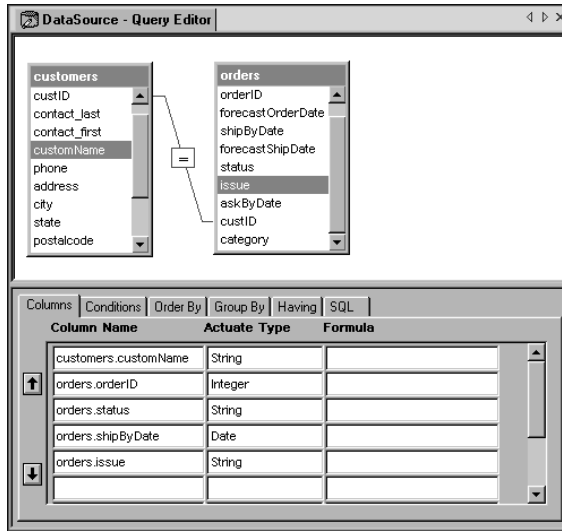 DataSource - Query Editor
customers
custID
contact_last
contact_first
customName
phone
address
city
state
postalcode
=
orders
orderID
forecastOrderDate
shipByDate
forecastShipDate
status
issue
askByDate
custID
category
Columns Conditions Order By Group By Having SQL
Column Name Actuate Type Formula
customers.customName String
orders.orderID Integer
orders.status String
orders.shipByDate Date
orders.issue String